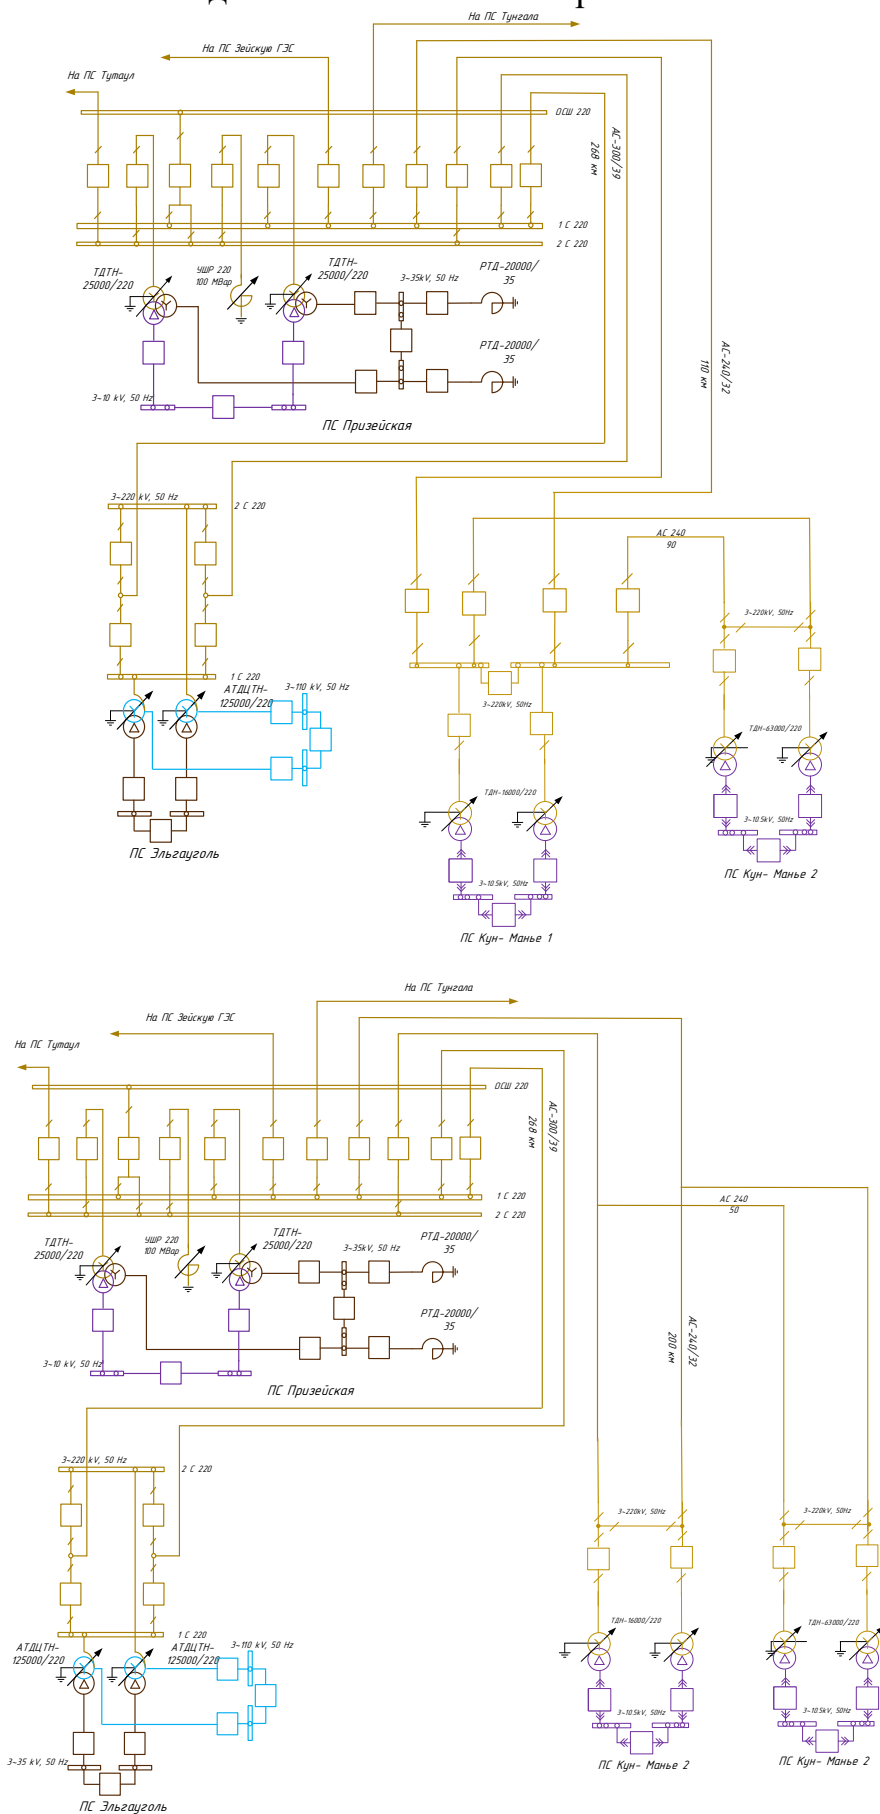 На ПС Тунгала
На ПС Зейскую ГЭС
На ПС Тутаул
ОСШ 220
АС-300/39
268 км
1 С 220
2 С 220
ТДТН-
25000/220
УШР 220
100 МВар
ТДТН-
25000/220
3~35kV, 50 Hz
РТД-20000/
35
РТД-20000/
35
АС-240/32
110 км
3~10 kV, 50 Hz
ПС Призейская
3~220 kV, 50 Hz
2 С 220
АС 240
90
3~220kV, 50Hz
1 С 220
АТДЦТН-
125000/220
3~110 kV, 50 Hz
3~220kV, 50Hz
ТДН-63000/220
ТДН-16000/220
3~10.5kV, 50Hz
ПС Эльгауголь
ПС Кун- Манье 2
3~10.5kV, 50Hz
ПС Кун- Манье 1
На ПС Тунгала
На ПС Зейскую ГЭС
На ПС Тутаул
ОСШ 220
АС-300/39
268 км
1 С 220
2 С 220
АС 240
50
ТДТН-
25000/220
УШР 220
100 МВар
ТДТН-
25000/220
3~35kV, 50 Hz
РТД-20000/
35
РТД-20000/
35
АС-240/32
200 км
3~10 kV, 50 Hz
ПС Призейская
3~220 kV, 50 Hz
2 С 220
3~220kV, 50Hz
3~220kV, 50Hz
1 С 220
АТДЦТН-
125000/220
АТДЦТН-
125000/220
3~110 kV, 50 Hz
ТДН-16000/220
ТДН-63000/220
3~10.5kV, 50Hz
3~10.5kV, 50Hz
3~35 kV, 50 Hz
ПС Кун- Манье 2
ПС Кун- Манье 2
ПС Эльгауголь